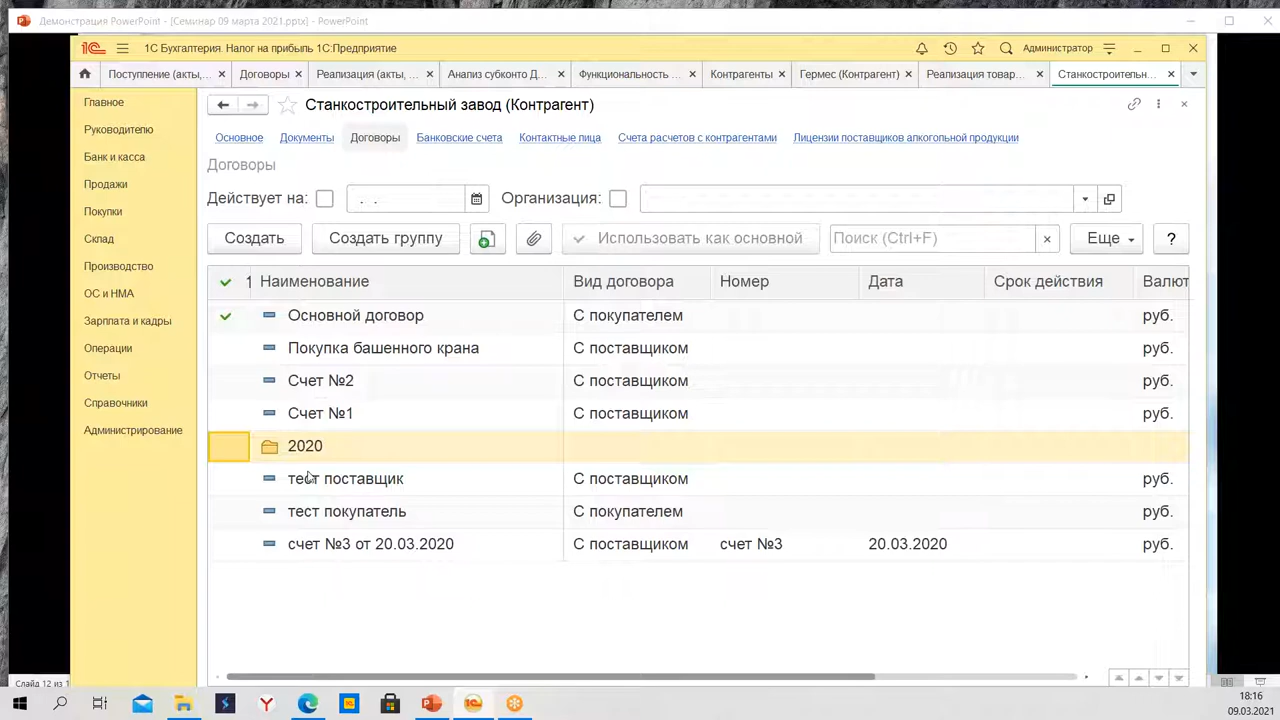 Демонстрация PowerPoint - [Семинар 09 марта 2021.pptx] - PowerPoint
1С Бухгалтерия. Налог на прибыль 1С:Предприятие
Администратор
Поступление (акты,...
Договоры
Реализация (акты, ...
Анализ субконто Д...
Функциональность ...
Контрагенты
Гермес (Контрагент)
Реализация товар...
Станкостроительн...
Главное
Руководителю
Банк и касса
Продажи
Покупки
Склад
Производство
ОС и НМА
Зарплата и кадры
Операции
Отчеты
Справочники
Администрирование
Станкостроительный завод (Контрагент)
Основное Документы Договоры Банковские счета Контактные лица Счета расчетов с контрагентами Лицензии поставщиков алкогольной продукции
Договоры
Действует на: . . Организация:
Создать Создать группу Использовать как основной Поиск (Ctrl+F) × Еще ?
1 Наименование Вид договора Номер Дата Срок действия Валют
Основной договор С покупателем руб.
Покупка башенного крана С поставщиком руб.
Счет №2 С поставщиком руб.
Счет №1 С поставщиком руб.
2020
тест поставщик С поставщиком руб.
тест покупатель С покупателем руб.
счет №3 от 20.03.2020 С поставщиком счет №3 20.03.2020 руб.
Слайд 12 из 1
18:16
09.03.2021